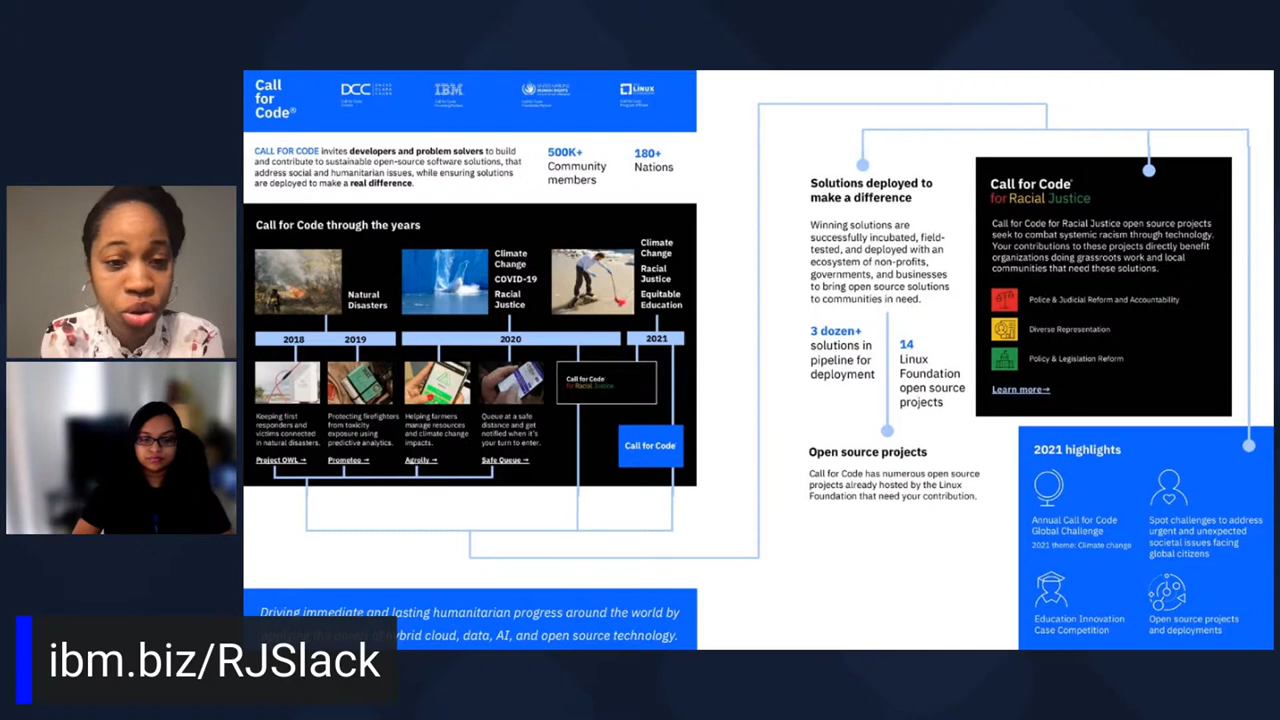 Call
for
Code®
DCC
IBM
LINUX
CALL FOR CODE invites developers and problem solvers to build
and contribute to sustainable open-source software solutions, that
address social and humanitarian issues, while ensuring solutions
are deployed to make a real difference.
500K+
Community
members
180+
Nations
Call for Code through the years
Natural
Disasters
Climate
Change
COVID-19
Racial
Justice
Climate
Change
Racial
Justice
Equitable
Education
2018
2019
2020
2021
Keeping first
responders and
victims connected
in natural disasters.
Project OWL →
Protecting firefighters
from toxicity
exposure using
predictive analytics.
Prometeo →
Helping farmers
manage resources
and climate change
impacts.
Agrolly →
Queue at a safe
distance and get
notified when it's
your turn to enter.
Safe Queue →
Call for Code
for Racial Justice
Call for Code
Driving immediate and lasting humanitarian progress around the world by
hybrid cloud, data, AI, and open source technology.
Solutions deployed to
make a difference
Winning solutions are
successfully incubated, field-
tested, and deployed with an
ecosystem of non-profits,
governments, and businesses
to bring open source solutions
to communities in need.
3 dozen+
solutions in
pipeline for
deployment
14
Linux
Foundation
open source
projects
Open source projects
Call for Code has numerous open source
projects already hosted by the Linux
Foundation that need your contribution.
Call for Code®
for Racial Justice
Call for Code for Racial Justice open source projects
seek to combat systemic racism through technology.
Your contributions to these projects directly benefit
organizations doing grassroots work and local
communities that need these solutions.
Police & Judicial Reform and Accountability
Diverse Representation
Policy & Legislation Reform
Learn more→
2021 highlights
Annual Call for Code
Global Challenge
2021 theme: Climate change
Spot challenges to address
urgent and unexpected
societal issues facing
global citizens
Education Innovation
Case Competition
Open source projects
and deployments
ibm.biz/RJSlack